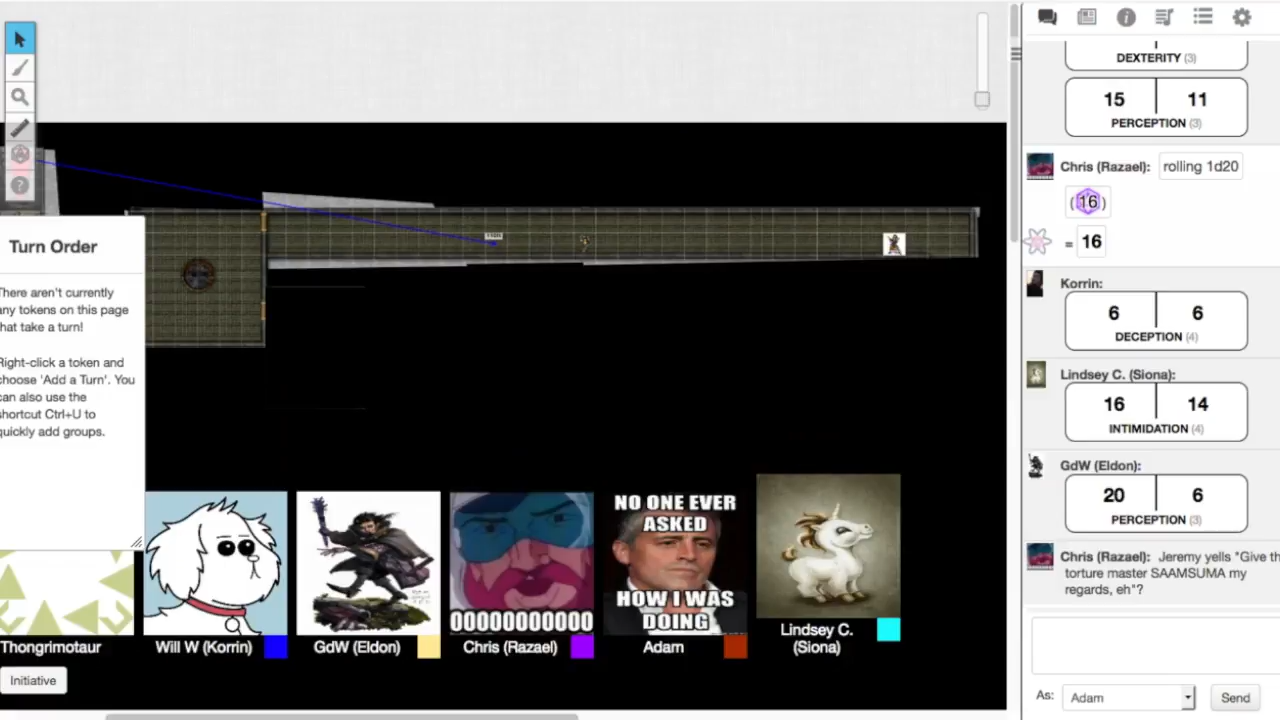 Turn Order
There aren't currently
any tokens on this page
that take a turn!
Right-click a token and
choose 'Add a Turn'. You
can also use the
shortcut Ctrl+U to
quickly add groups.
NO ONE EVER
ASKED
HOW I WAS
DOING
OOOOOOOOOOO
Thongrimotaur
Will W (Korrin)
GdW (Eldon)
Chris (Razael)
Adam
Lindsey C.
(Siona)
Initiative
DEXTERITY (3)
15 11
PERCEPTION (3)
Chris (Razael): rolling 1d20
(16)
= 16
Korrin:
6 6
DECEPTION (4)
Lindsey C. (Siona):
16 14
INTIMIDATION (4)
GdW (Eldon):
20 6
PERCEPTION (3)
Chris (Razael): Jeremy yells "Give th
torture master SAAMSUMA my
regards, eh"?
As: Adam Send